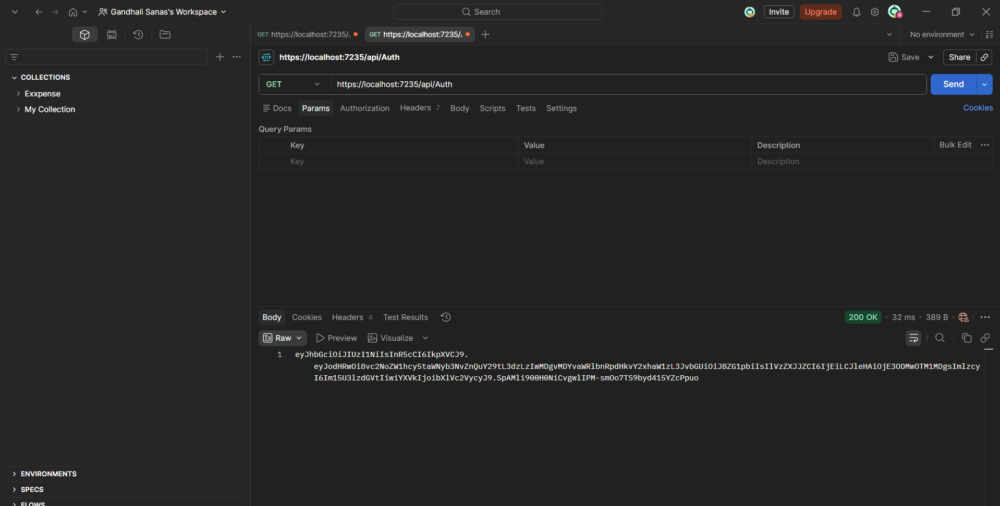 Gandhali Sanas's Workspace
Search
Invite
Upgrade
GET https://localhost:7235/
GET https://localhost:7235/
No environment
HTTP
https://localhost:7235/api/Auth
Save
Share
COLLECTIONS
Exxpense
My Collection
GET
https://localhost:7235/api/Auth
Send
Docs Params Authorization Headers 7 Body Scripts Tests Settings
Cookies
Query Params
Key Value Description Bulk Edit
Key Value Description
Body Cookies Headers 4 Test Results
200 OK • 32 ms • 389 B
Raw Preview Visualize
1 eyJhbGciOiJIUzI1NiIsInR5cCI6IkpXVCJ9.
eyJodHRwOi8vc2NoZW1hcy5taWNyb3NvZnQuY29tL3dzLzIwMDgvMDYvaWRlbnRpdHkvY2xhaW1zL3JvbGUiOiJBZG1pbiIsIlVzZXJJZCI6IjEiLCJleHAiOjE3ODMwOTM1MDgsImlzcy
I6Im15U3lzdGVtIiwiYXVkIjoibXlVc2VycyJ9.SpAMli900H0NiCvgwlIPM-smOo7TS9byd415YZcPpuo
ENVIRONMENTS
SPECS
FLOWS